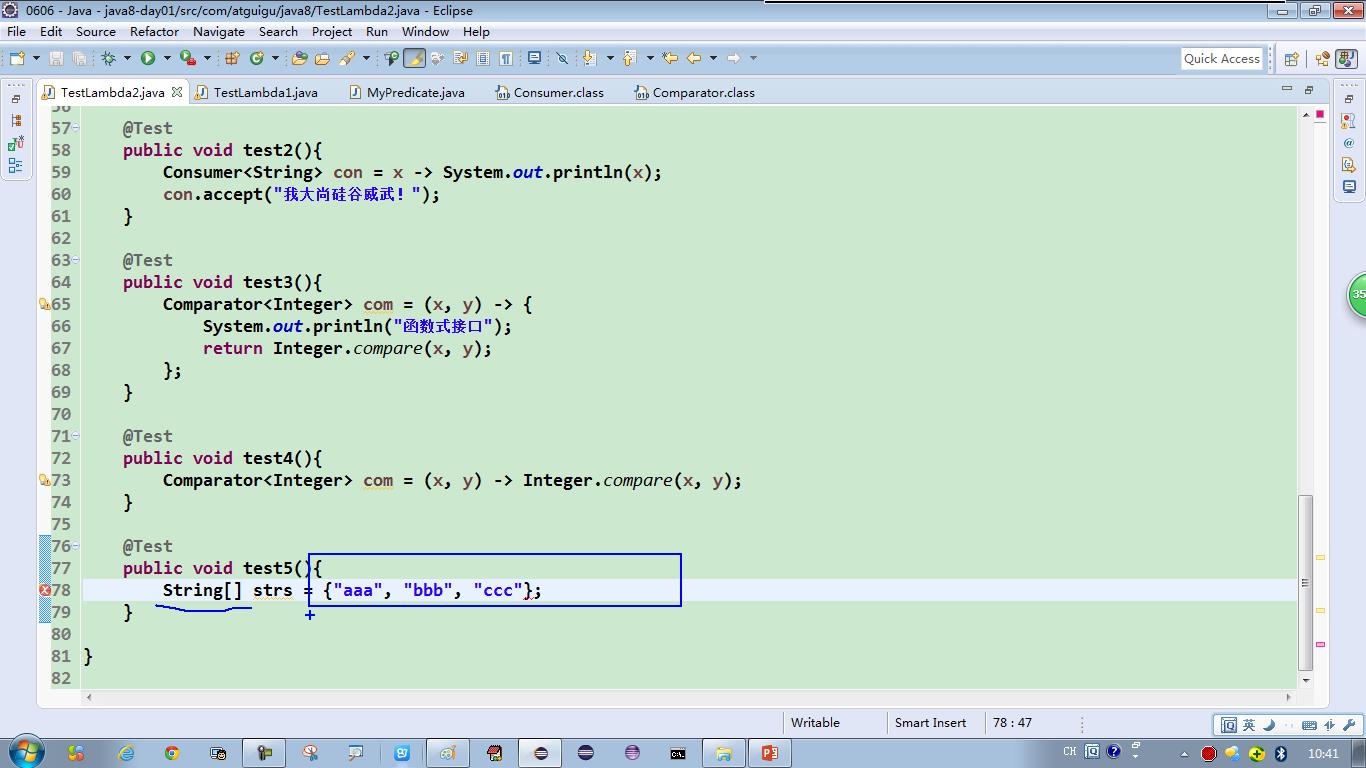 0606 - Java - java8-day01/src/com/atguigu/java8/TestLambda2.java - Eclipse
File Edit Source Refactor Navigate Search Project Run Window Help
Quick Access
TestLambda2.java TestLambda1.java MyPredicate.java Consumer.class Comparator.class
56
57 @Test
58 public void test2(){
59 Consumer<String> con = x -> System.out.println(x);
60 con.accept("我大尚硅谷威武！");
61 }
62
63 @Test
64 public void test3(){
65 Comparator<Integer> com = (x, y) -> {
66 System.out.println("函数式接口");
67 return Integer.compare(x, y);
68 };
69 }
70
71 @Test
72 public void test4(){
73 Comparator<Integer> com = (x, y) -> Integer.compare(x, y);
74 }
75
76 @Test
77 public void test5(){
78 String[] strs = {"aaa", "bbb", "ccc"};
79 }
80
81 }
82
35
Writable Smart Insert 78 : 47
英
CH
10:41